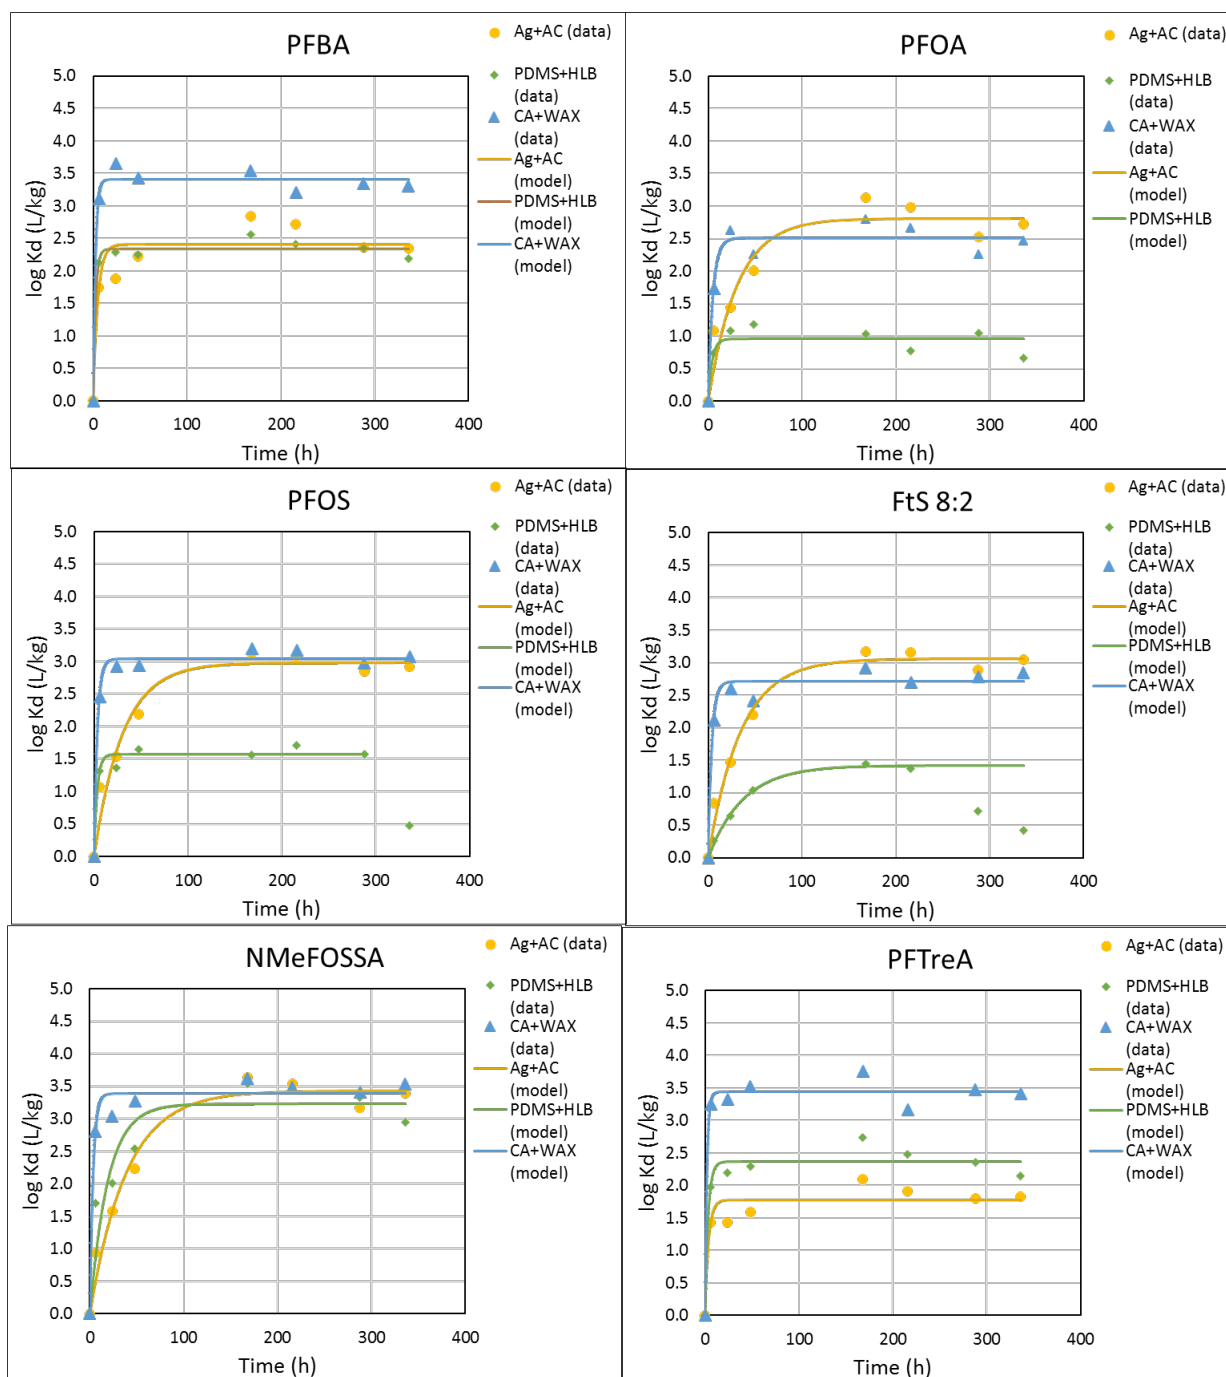 PFBA
Ag+AC (data)
PDMS+HLB
(data)
CA+WAX
(data)
Ag+AC
(model)
PDMS+HLB
(model)
CA+WAX
(model)
log Kd (L/kg)
5.0
4.5
4.0
3.5
3.0
2.5
2.0
1.5
1.0
0.5
0.0
0 100 200 300 400
Time (h)
PFOA
Ag+AC (data)
PDMS+HLB
(data)
CA+WAX
(data)
Ag+AC
(model)
PDMS+HLB
(model)
log Kd (L/kg)
5.0
4.5
4.0
3.5
3.0
2.5
2.0
1.5
1.0
0.5
0.0
0 100 200 300 400
Time (h)
PFOS
Ag+AC (data)
PDMS+HLB
(data)
CA+WAX
(data)
Ag+AC
(model)
PDMS+HLB
(model)
CA+WAX
(model)
log Kd (L/kg)
5.0
4.5
4.0
3.5
3.0
2.5
2.0
1.5
1.0
0.5
0.0
0 100 200 300 400
Time (h)
FtS 8:2
Ag+AC (data)
PDMS+HLB
(data)
CA+WAX
(data)
Ag+AC
(model)
PDMS+HLB
(model)
CA+WAX
(model)
log Kd (L/kg)
5.0
4.5
4.0
3.5
3.0
2.5
2.0
1.5
1.0
0.5
0.0
0 100 200 300 400
Time (h)
NMeFOSSA
Ag+AC (data)
PDMS+HLB
(data)
CA+WAX
(data)
Ag+AC
(model)
PDMS+HLB
(model)
CA+WAX
(model)
log Kd (L/kg)
5.0
4.5
4.0
3.5
3.0
2.5
2.0
1.5
1.0
0.5
0.0
0 100 200 300 400
Time (h)
PFTreA
Ag+AC (data)
PDMS+HLB
(data)
CA+WAX
(data)
Ag+AC
(model)
PDMS+HLB
(model)
CA+WAX
(model)
log Kd (L/kg)
5.0
4.5
4.0
3.5
3.0
2.5
2.0
1.5
1.0
0.5
0.0
0 100 200 300 400
Time (h)